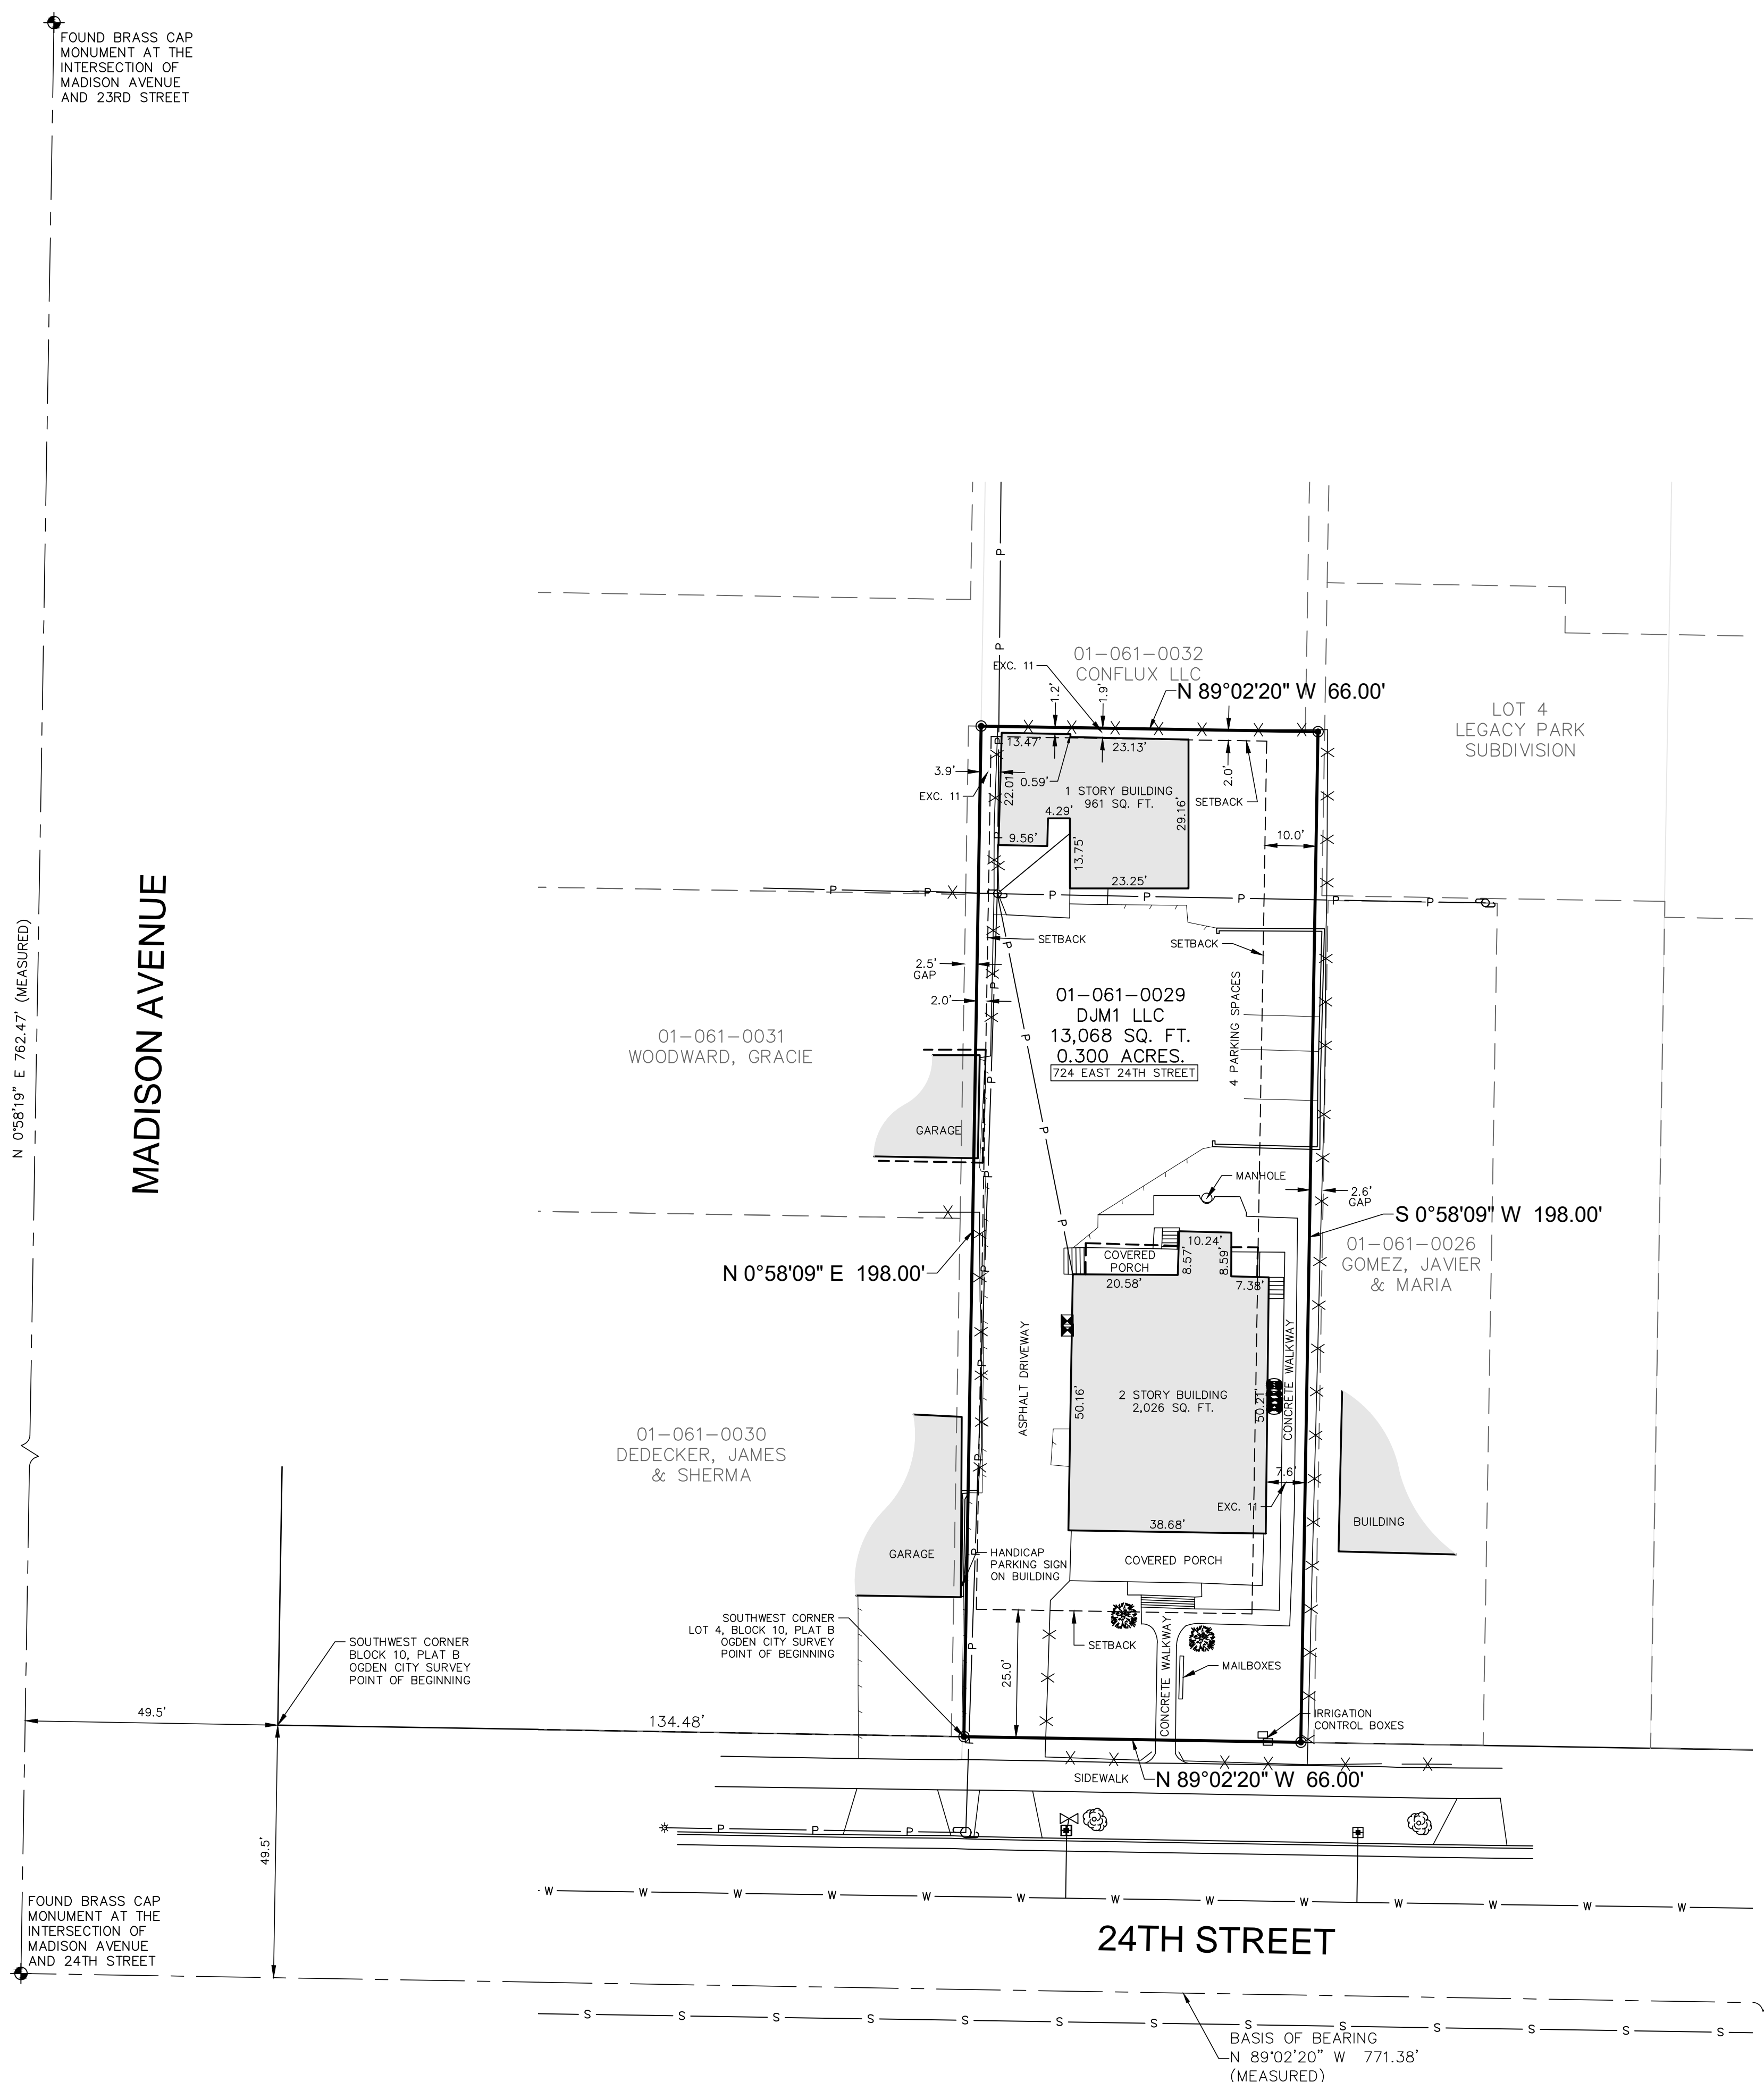 FOUND BRASS CAP
MONUMENT AT THE
INTERSECTION OF
MADISON AVENUE
AND 23RD STREET
P
P
01-061-0032
CONFLUX LLC
EXC. 11
N 89°02'20" W  66.00'
1.2'
1.9'
LOT 4
LEGACY PARK
SUBDIVISION
13.47'
23.13'
3.9'
EXC. 11
22.01'
0.59'
2.0'
SETBACK
1 STORY BUILDING
961 SQ. FT.
29.16'
4.29'
9.56'
13.75'
10.0'
23.25'
P
P
P
P
P
P
P
SETBACK
SETBACK
2.5'
GAP
2.0'
01-061-0029
DJM1 LLC
13,068 SQ. FT.
0.300 ACRES.
724 EAST 24TH STREET
4 PARKING SPACES
N 0°58'19" E 762.47' (MEASURED)
MADISON AVENUE
01-061-0031
WOODWARD, GRACIE
GARAGE
MANHOLE
2.6'
GAP
S 0°58'09" W  198.00'
01-061-0026
GOMEZ, JAVIER
& MARIA
N 0°58'09" E  198.00'
COVERED
PORCH
10.24'
8.57'
8.59'
20.58'
7.38'
ASPHALT DRIVEWAY
50.16'
2 STORY BUILDING
2,026 SQ. FT.
50.21'
CONCRETE WALKWAY
01-061-0030
DEDECKER, JAMES
& SHERMA
7.6'
EXC. 11
38.68'
BUILDING
GARAGE
HANDICAP
PARKING SIGN
ON BUILDING
COVERED PORCH
SOUTHWEST CORNER
LOT 4, BLOCK 10, PLAT B
OGDEN CITY SURVEY
POINT OF BEGINNING
SETBACK
25.0'
CONCRETE WALKWAY
MAILBOXES
SOUTHWEST CORNER
BLOCK 10, PLAT B
OGDEN CITY SURVEY
POINT OF BEGINNING
49.5'
134.48'
IRRIGATION
CONTROL BOXES
SIDEWALK
N 89°02'20" W  66.00'
P
P
P
49.5'
W W W W W W W W W W W W W
24TH STREET
FOUND BRASS CAP
MONUMENT AT THE
INTERSECTION OF
MADISON AVENUE
AND 24TH STREET
S S S S S S S S S S S S S
BASIS OF BEARING
N 89°02'20" W  771.38'
(MEASURED)